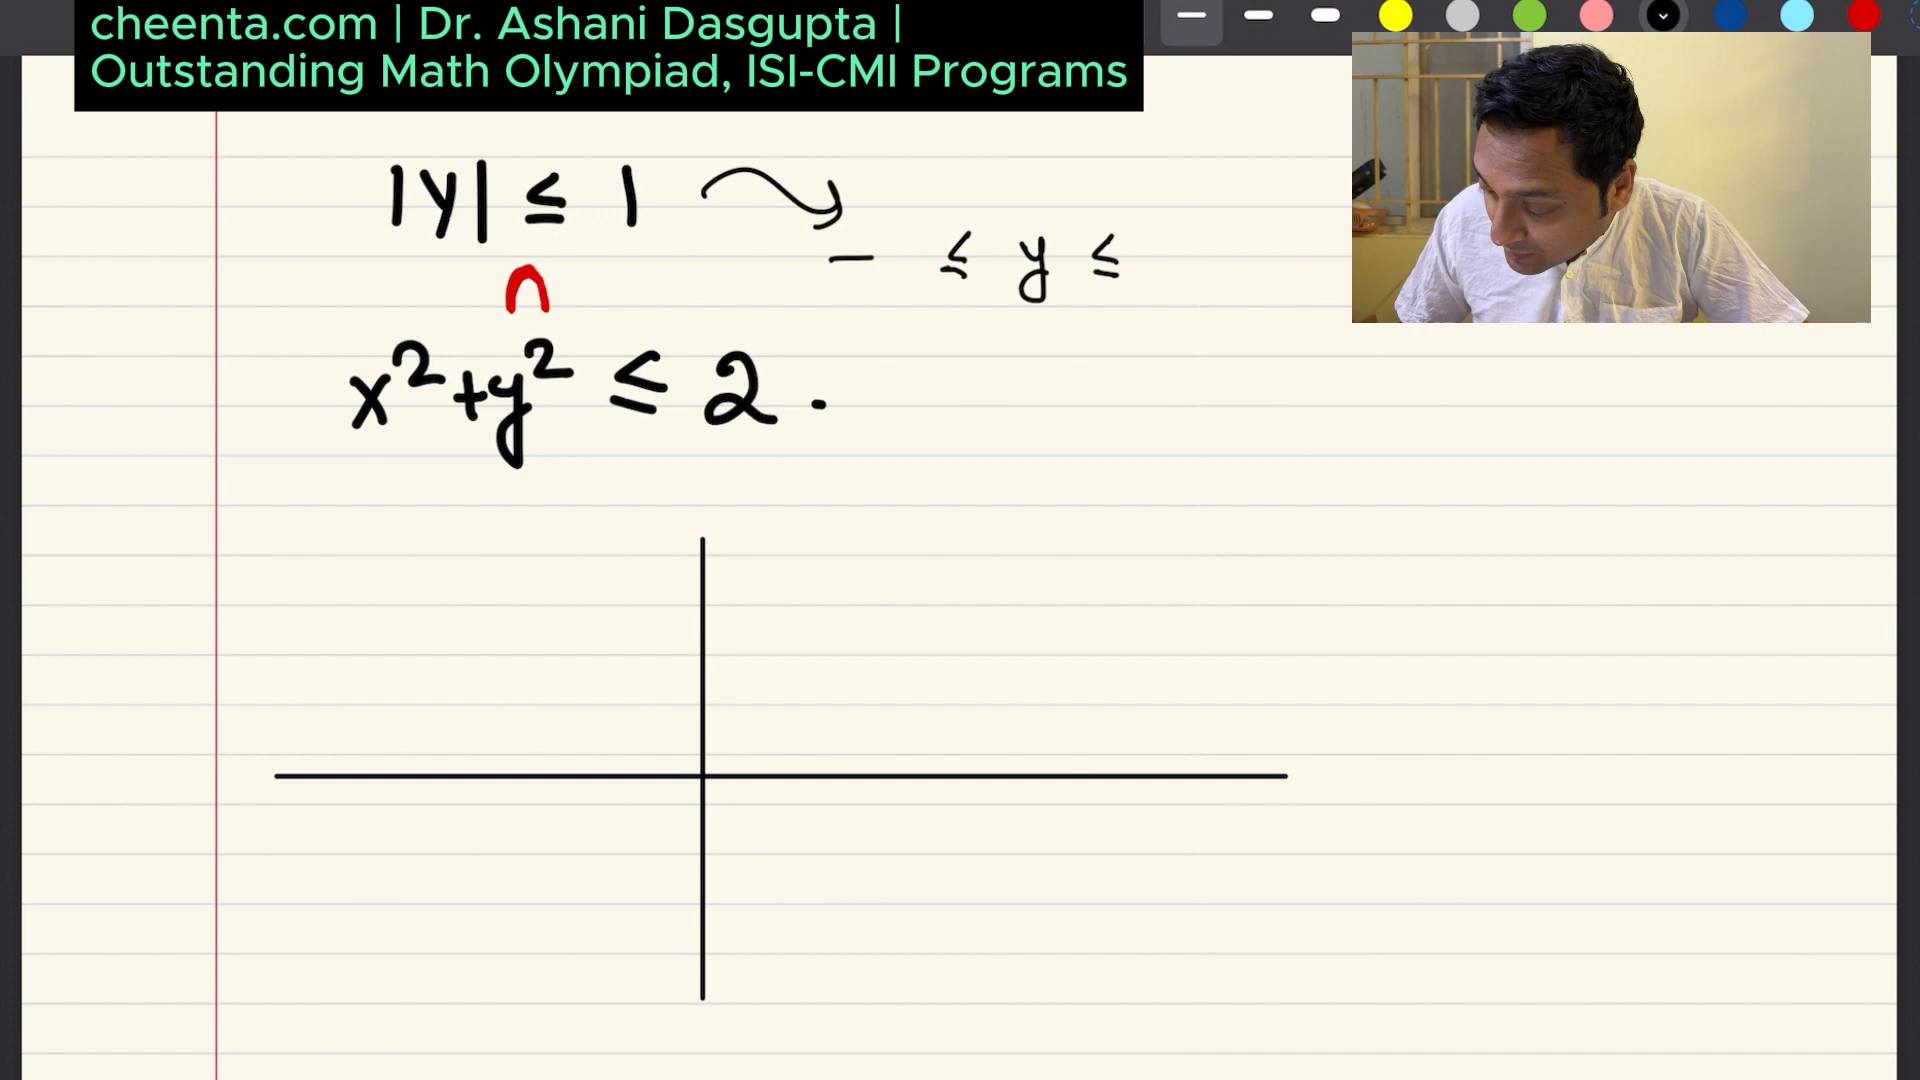 cheenta.com | Dr. Ashani Dasgupta |
Outstanding Math Olympiad, ISI-CMI Programs
|y| ≤ 1
− ≤ y ≤
∩
x²+y² ≤ 2.